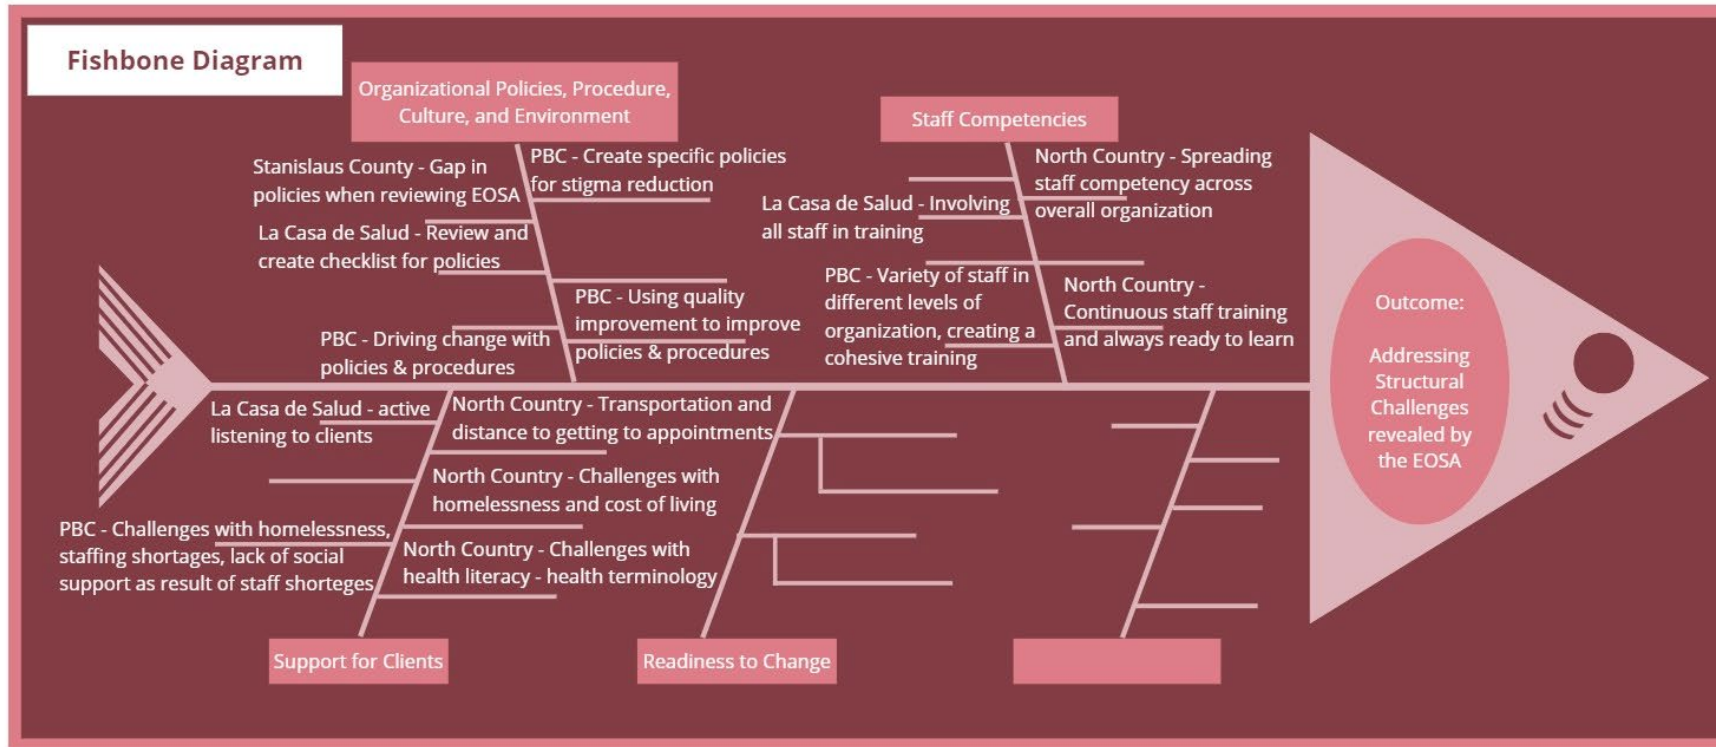 Fishbone Diagram
Organizational Policies, Procedure,
Culture, and Environment
Stanislaus County - Gap in
policies when reviewing EOSA
PBC - Create specific policies
for stigma reduction
La Casa de Salud - Review and
create checklist for policies
PBC - Using quality
improvement to improve
policies & procedures
PBC - Driving change with
policies & procedures
Staff Competencies
North Country - Spreading
staff competency across
overall organization
La Casa de Salud - Involving
all staff in training
PBC - Variety of staff in
different levels of
organization, creating a
cohesive training
North Country -
Continuous staff training
and always ready to learn
Outcome:
Addressing
Structural
Challenges
revealed by
the EOSA
La Casa de Salud - active
listening to clients
North Country - Transportation and
distance to getting to appointments
North Country - Challenges with
homelessness and cost of living
PBC - Challenges with homelessness,
staffing shortages, lack of social
support as result of staff shorteges
North Country - Challenges with
health literacy - health terminology
Support for Clients
Readiness to Change